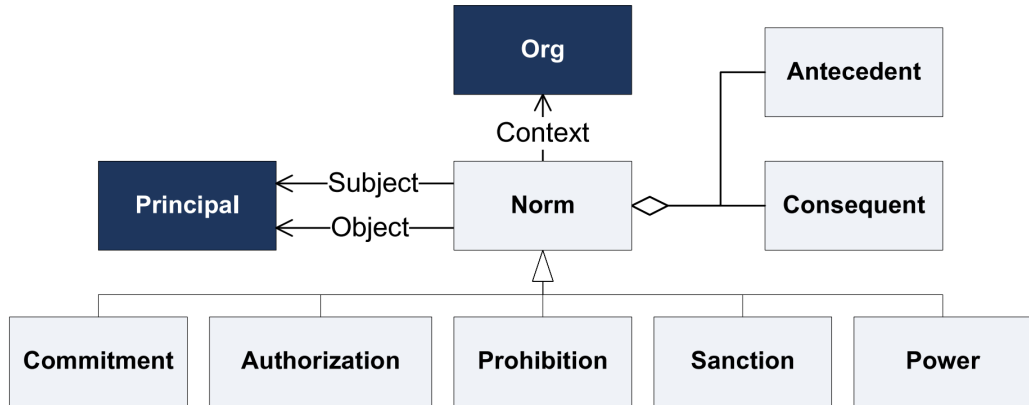 Org
Antecedent
Context
Subject
Principal
Norm
Consequent
Object
Commitment
Authorization
Prohibition
Sanction
Power